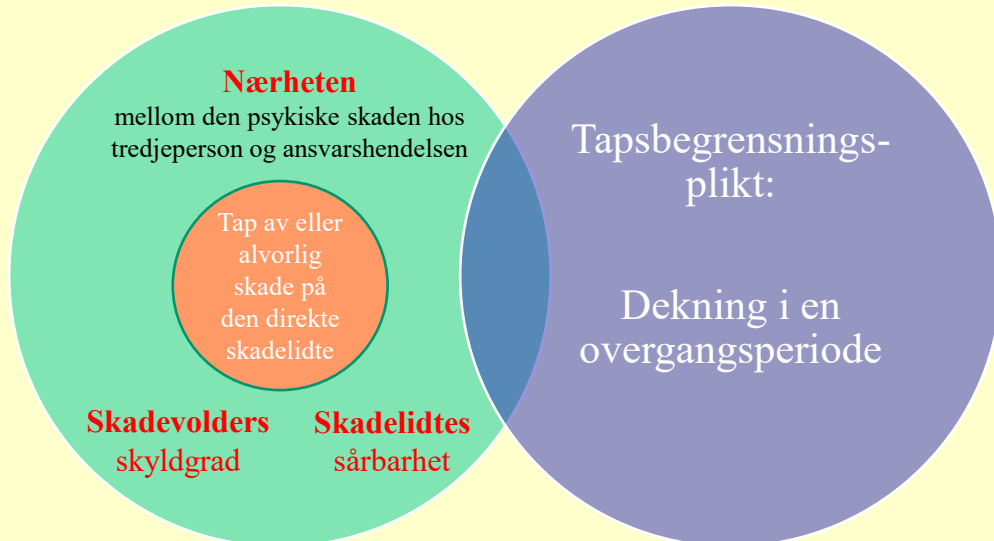 Nærheten
mellom den psykiske skaden hos
tredjeperson og ansvarshendelsen
Tap av eller
alvorlig
skade på
den direkte
skadelidte
Skadevolders
skyldgrad
Skadelidtes
sårbarhet
Tapsbegrensnings-
plikt:
Dekning i en
overgangsperiode